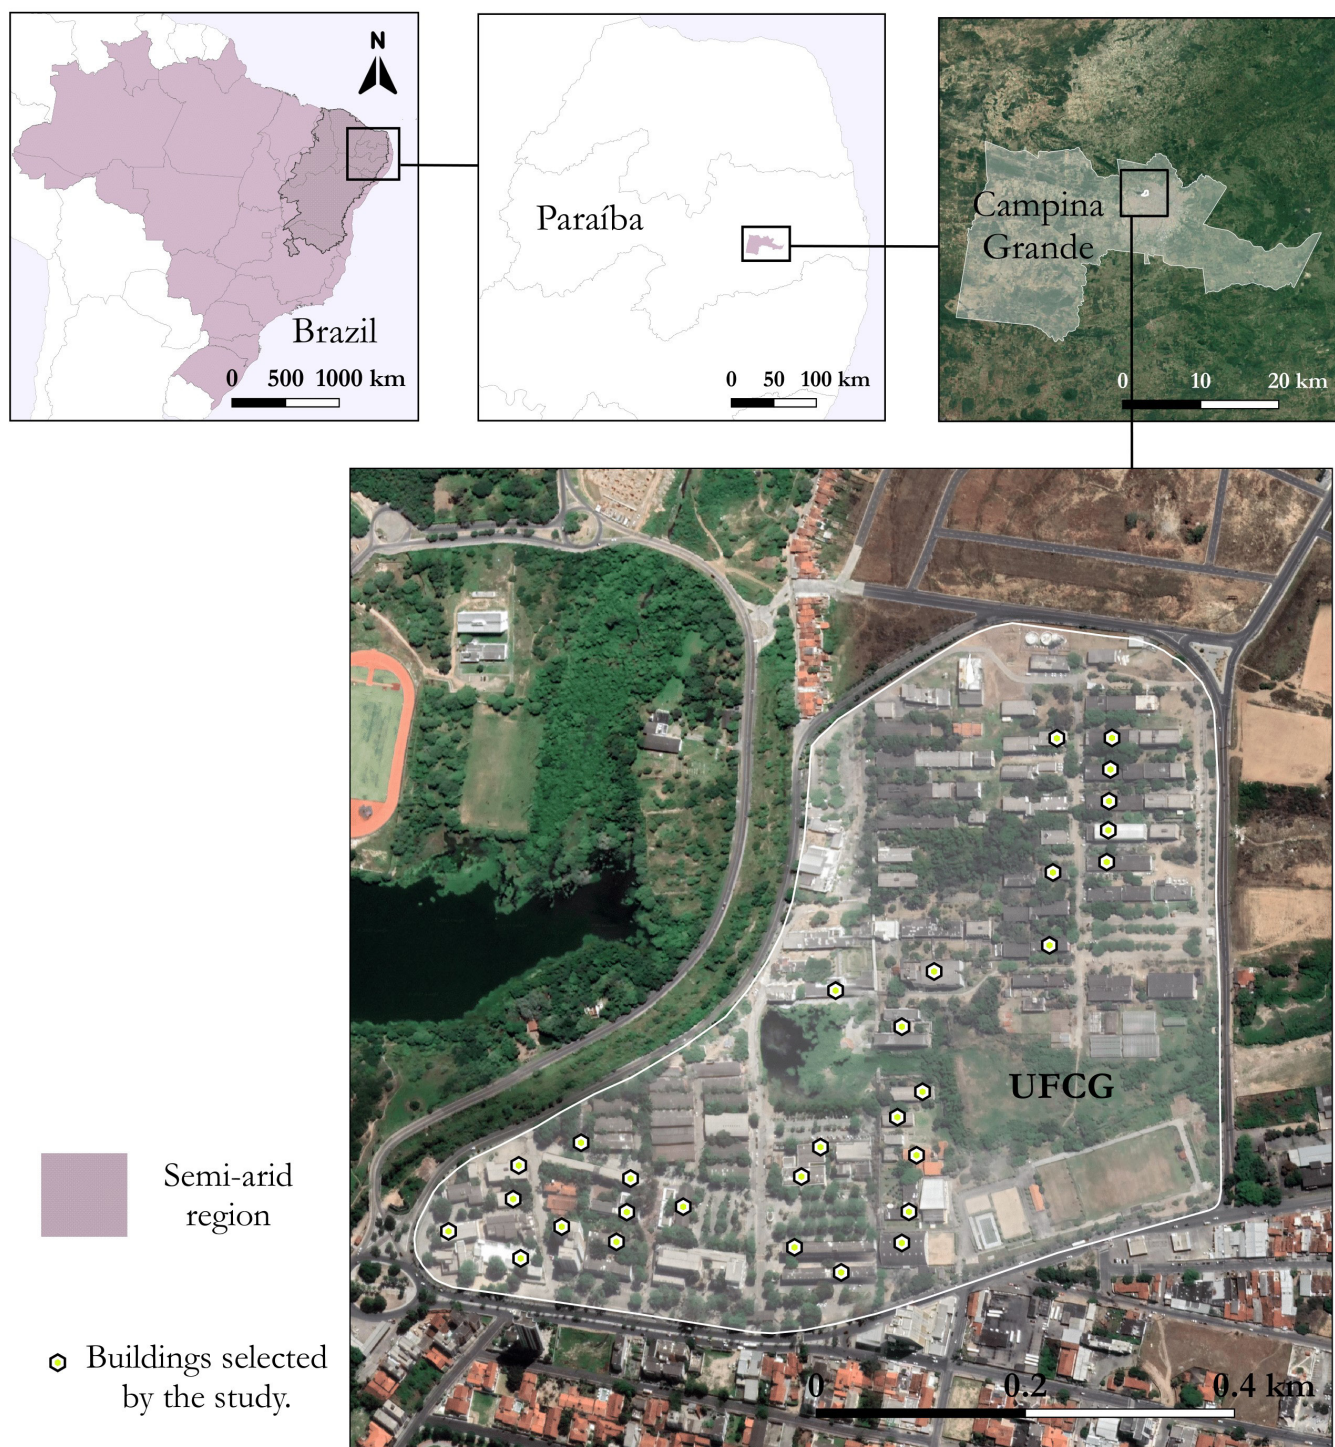 N
Brazil
0 500 1000 km
Paraíba
0 50 100 km
Campina
Grande
0 10 20 km
UFCG
0 0.2 0.4 km
Semi-arid
region
Buildings selected
by the study.